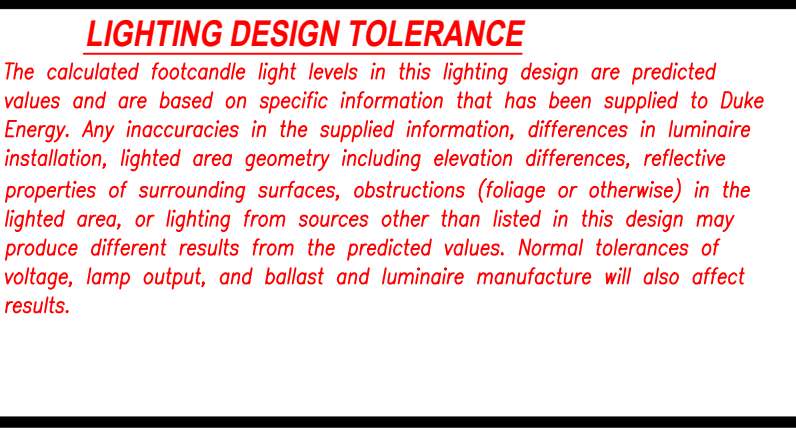 LIGHTING DESIGN TOLERANCE
The calculated footcandle light levels in this lighting design are predicted
values and are based on specific information that has been supplied to Duke
Energy. Any inaccuracies in the supplied information, differences in luminaire
installation, lighted area geometry including elevation differences, reflective
properties of surrounding surfaces, obstructions (foliage or otherwise) in the
lighted area, or lighting from sources other than listed in this design may
produce different results from the predicted values. Normal tolerances of
voltage, lamp output, and ballast and luminaire manufacture will also affect
results.